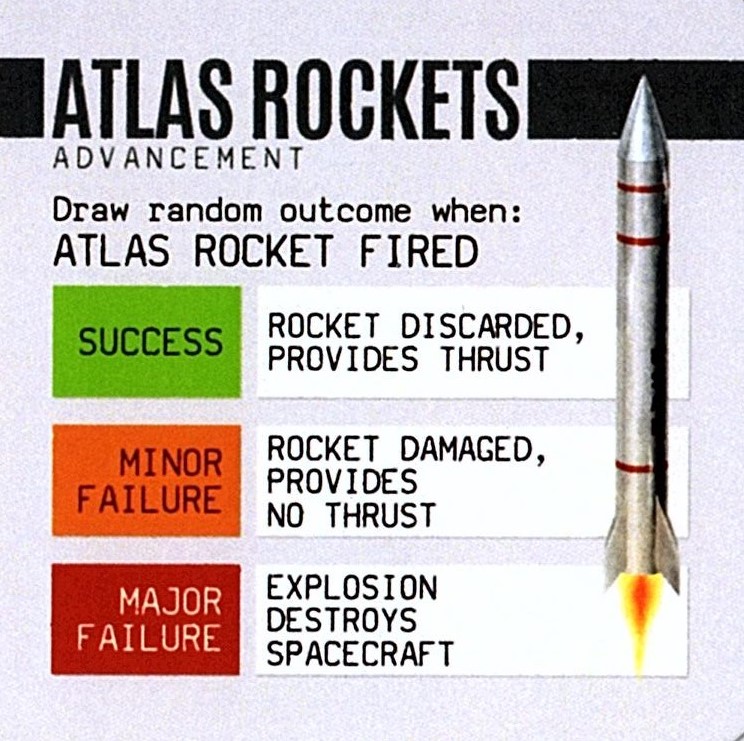 ATLAS ROCKETS
ADVANCEMENT
Draw random outcome when:
ATLAS ROCKET FIRED
SUCCESS
ROCKET DISCARDED,
PROVIDES THRUST
MINOR
FAILURE
ROCKET DAMAGED,
PROVIDES
NO THRUST
MAJOR
FAILURE
EXPLOSION
DESTROYS
SPACECRAFT